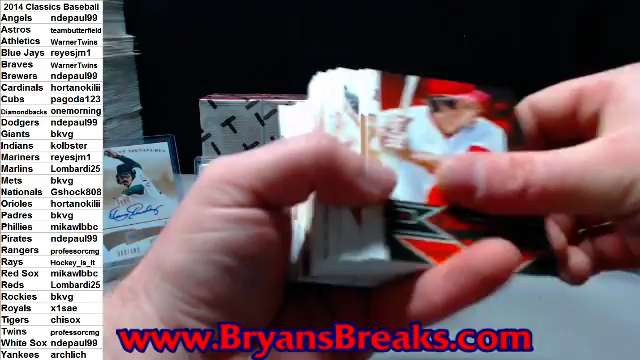 2014 Classics Baseball
Angels ndepaul99
Astros teambutterfield
Athletics WarnerTwins
Blue Jays reyesjm1
Braves WarnerTwins
Brewers ndepaul99
Cardinals hortanokilii
Cubs pagoda123
Diamondbacks onemorning
Dodgers ndepaul99
Giants bkvg
Indians kolbster
Mariners reyesjm1
Marlins Lombardi25
Mets bkvg
Nationals Gshock808
Orioles hortanokilii
Padres bkvg
Phillies mikawlbbc
Pirates ndepaul99
Rangers professorcmg
Rays Hockey_Is_It
Red Sox mikawlbbc
Reds Lombardi25
Rockies bkvg
Royals x1sae
Tigers chisox
Twins professorcmg
White Sox ndepaul99
Yankees archlich
www.BryansBreaks.com